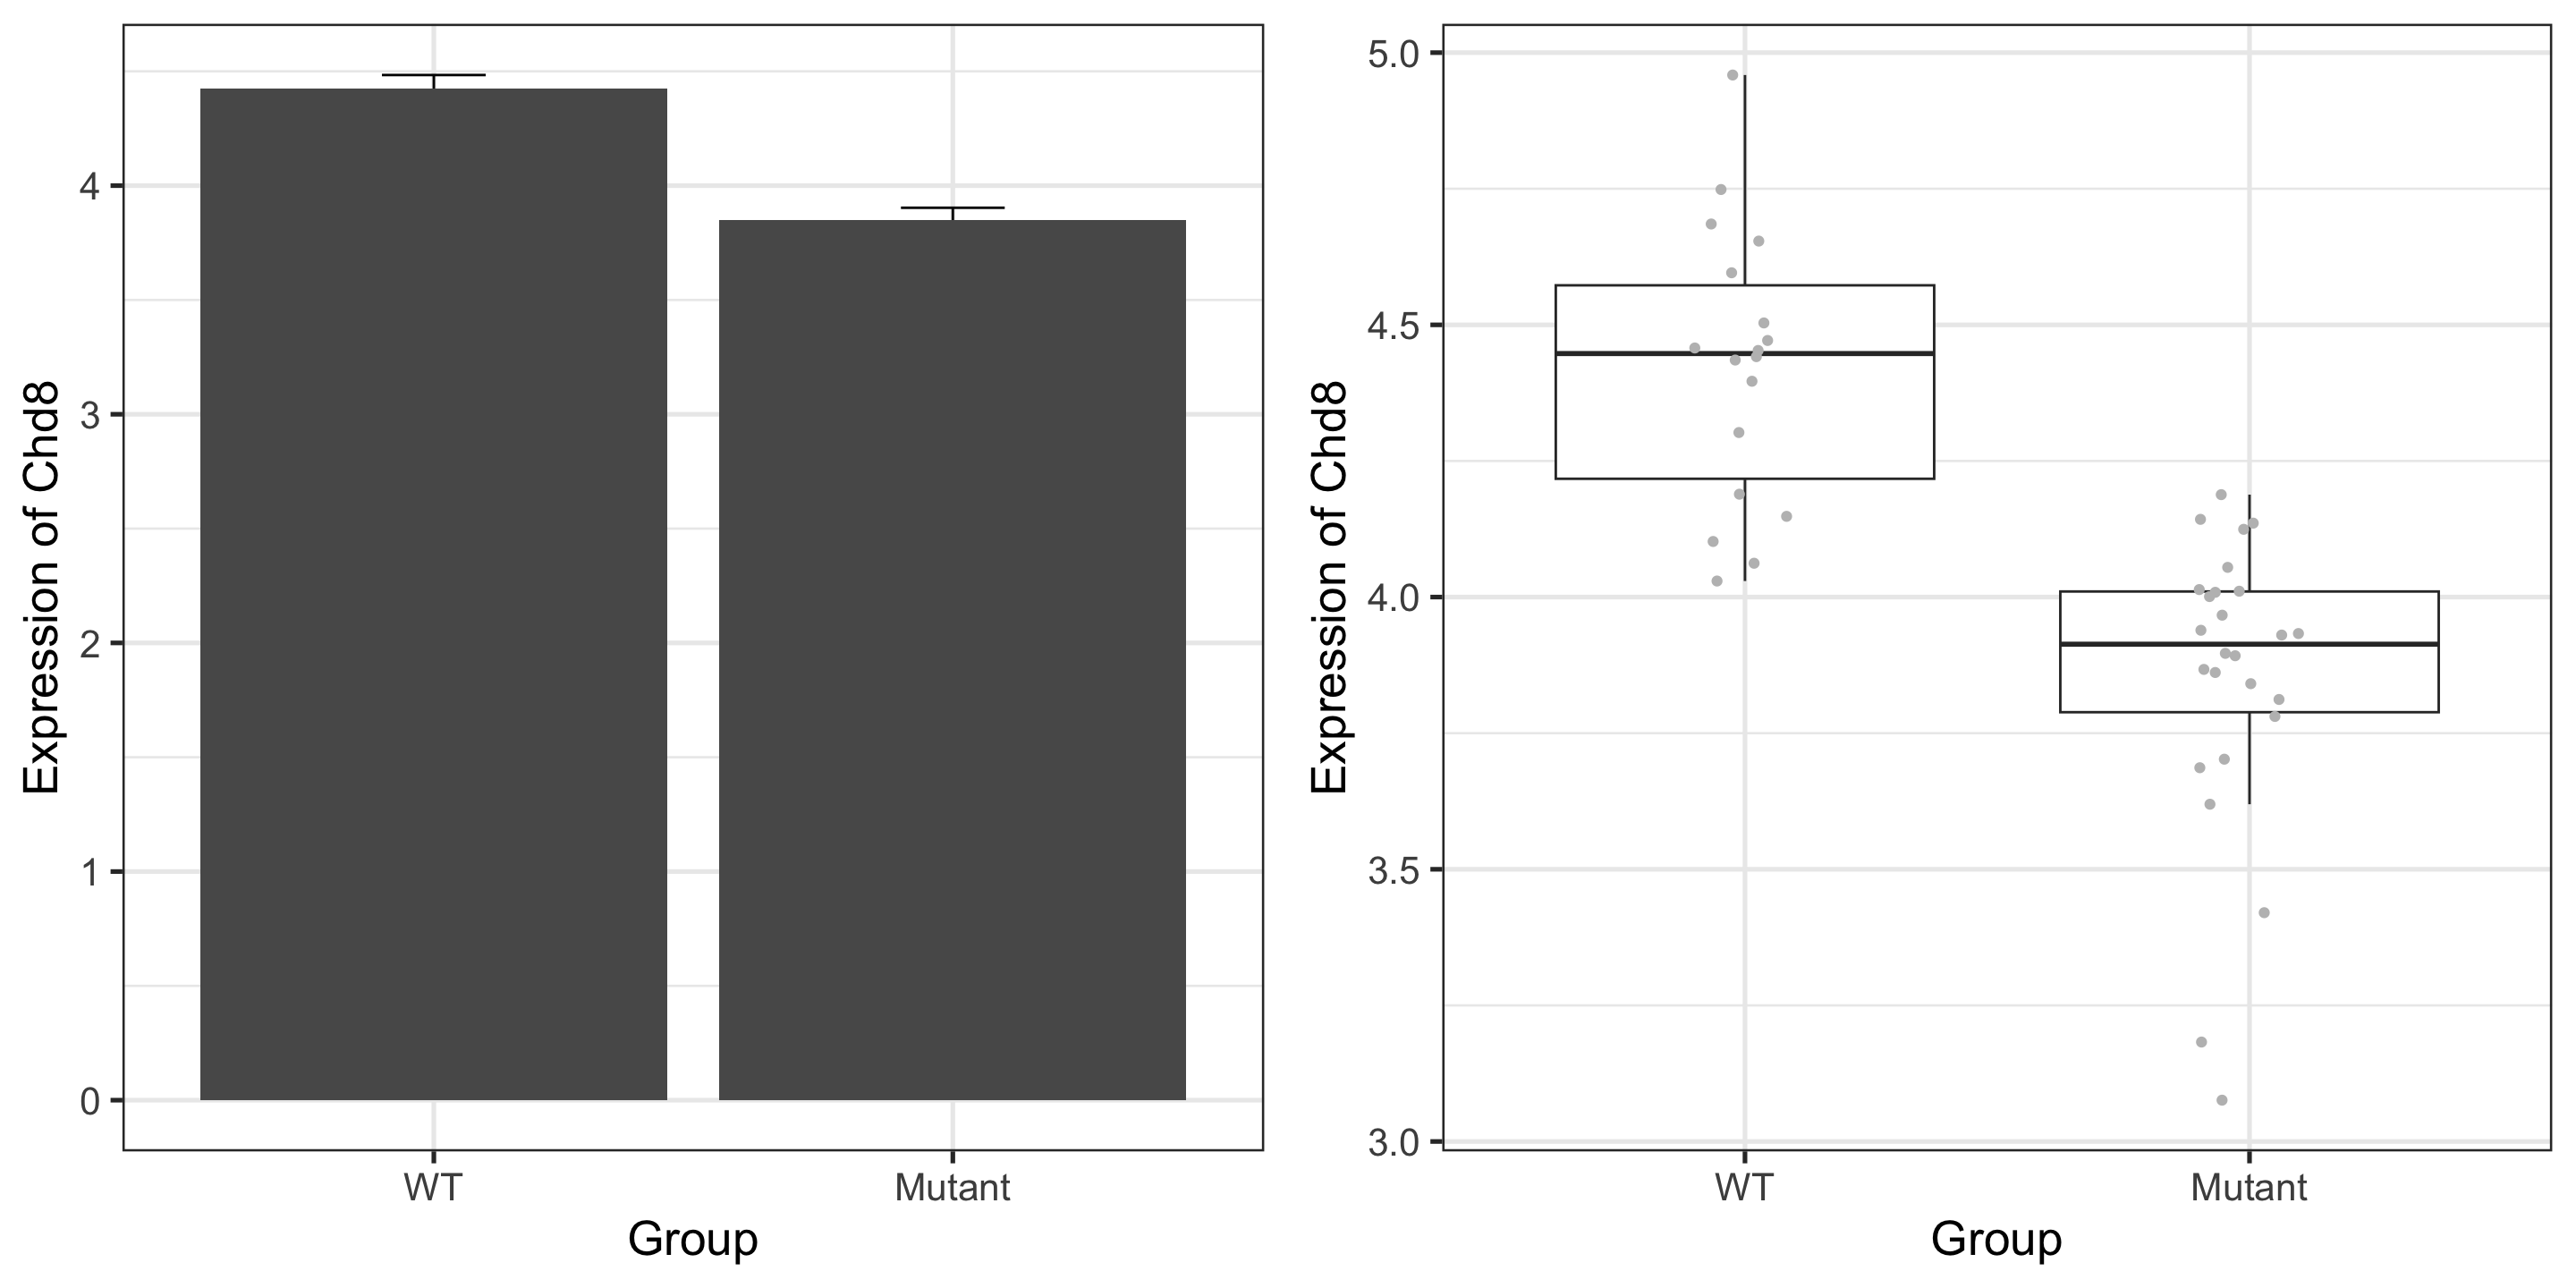 Expression of Chd8
4
3
2
1
0
WT Mutant
Group
Expression of Chd8
5.0
4.5
4.0
3.5
3.0
WT Mutant
Group